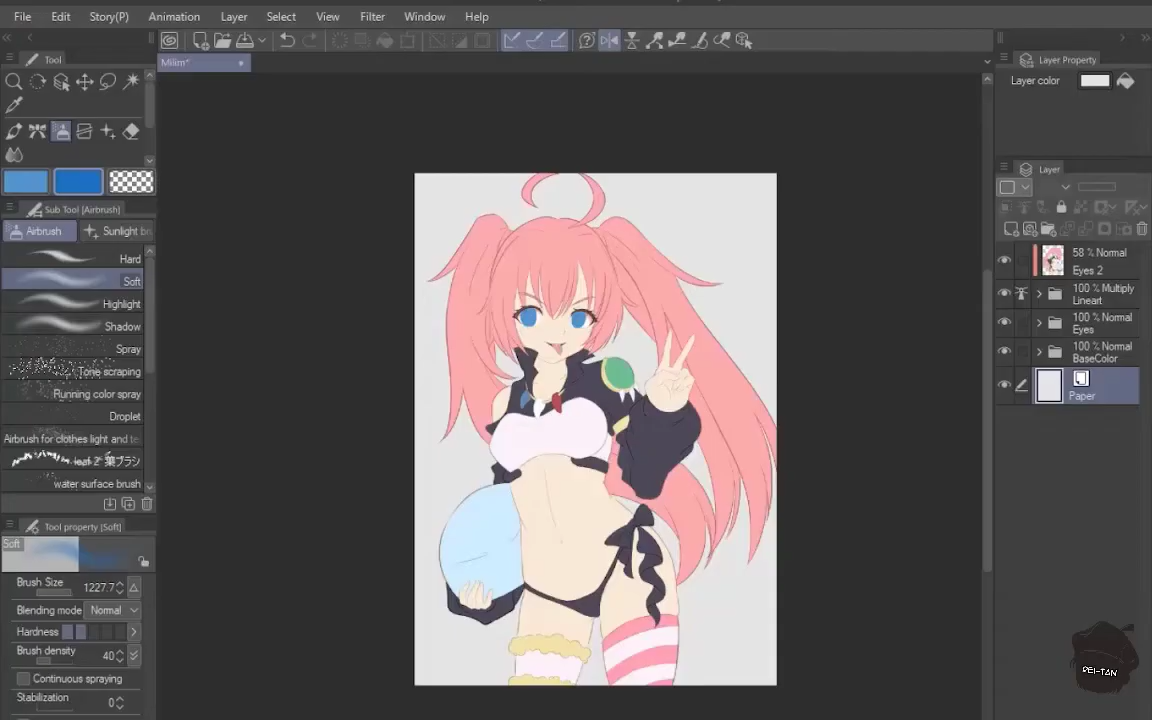 File Edit Story(P) Animation Layer Select View Filter Window Help
Milim*
Tool
Sub Tool [Airbrush]
Airbrush Sunlight bru
Hard
Soft
Highlight
Shadow
Spray
Tone scraping
Running color spray
Droplet
Airbrush for clothes light and te
leaf 2 葉ブラシ
water surface brush
Tool property [Soft]
Soft
Brush Size 1227.7
Blending mode Normal
Hardness
Brush density 40
Continuous spraying
Stabilization 0
Layer Property
Layer color
Layer
58 % Normal
Eyes 2
100 % Multiply
Lineart
100 % Normal
Eyes
100 % Normal
BaseColor
Paper
REI-TAN